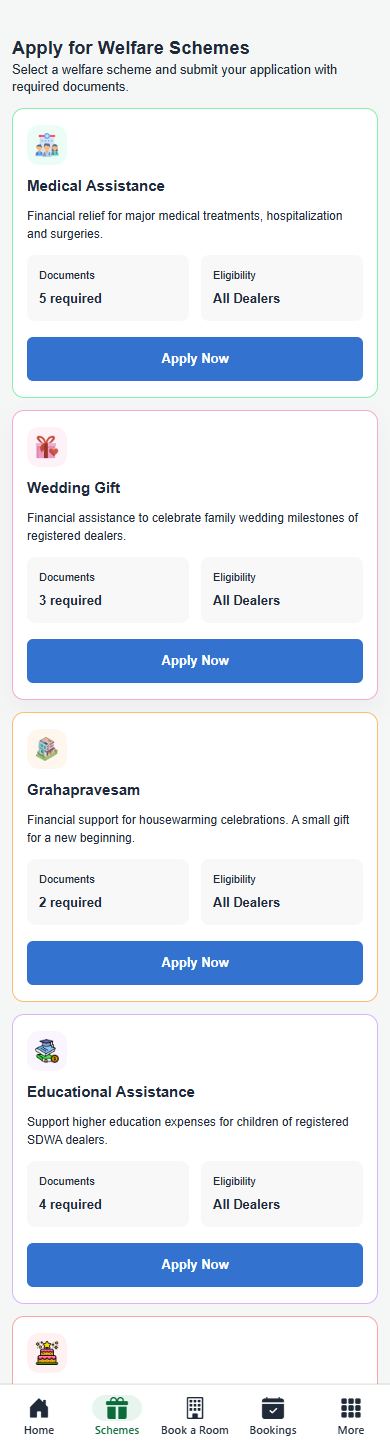 Apply for Welfare Schemes
Select a welfare scheme and submit your application with
required documents.
Medical Assistance
Financial relief for major medical treatments, hospitalization
and surgeries.
Documents
5 required
Eligibility
All Dealers
Apply Now
Wedding Gift
Financial assistance to celebrate family wedding milestones of
registered dealers.
Documents
3 required
Eligibility
All Dealers
Apply Now
Grahapravesam
Financial support for housewarming celebrations. A small gift
for a new beginning.
Documents
2 required
Eligibility
All Dealers
Apply Now
Educational Assistance
Support higher education expenses for children of registered
SDWA dealers.
Documents
4 required
Eligibility
All Dealers
Apply Now
Home
Schemes
Book a Room
Bookings
More